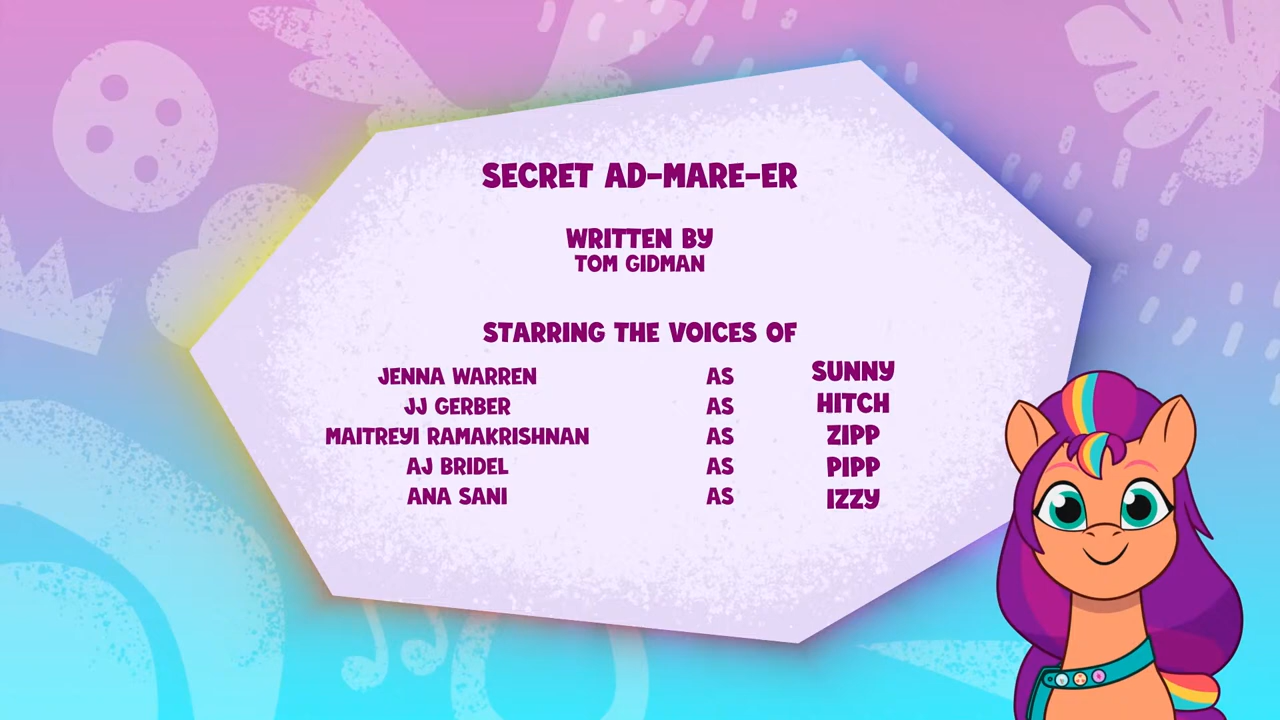 SECRET AD-MARE-ER
WRITTEN BY
TOM GIDMAN
STARRING THE VOICES OF
JENNA WARREN AS SUNNY
JJ GERBER AS HITCH
MAITREYI RAMAKRISHNAN AS ZIPP
AJ BRIDEL AS PIPP
ANA SANI AS IZZY